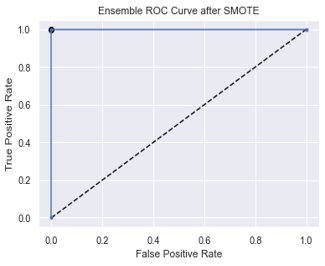 Ensemble ROC Curve after SMOTE
True Positive Rate
1.0
0.8
0.6
0.4
0.2
0.0
0.0 0.2 0.4 0.6 0.8 1.0
False Positive Rate